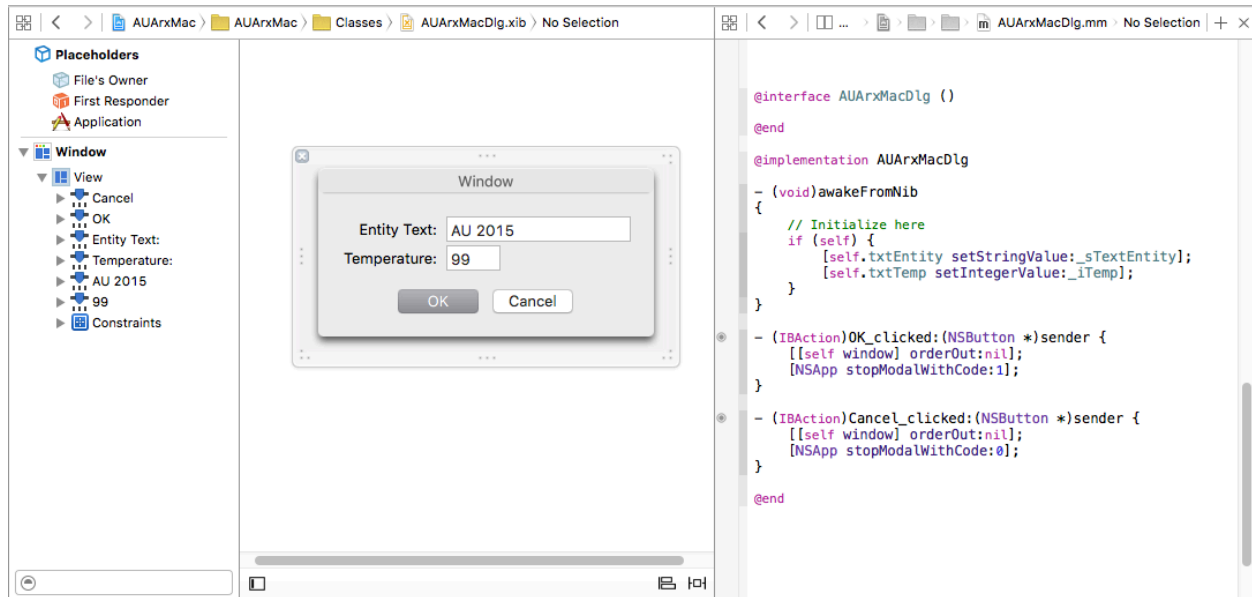 AUArxMac AUArxMac Classes AUArxMacDlg.xib No Selection
... AUArxMacDlg.mm No Selection
Placeholders
File's Owner
First Responder
Application
Window
View
Cancel
OK
Entity Text:
Temperature:
AU 2015
99
Constraints
Window
Entity Text: AU 2015
Temperature: 99
OK Cancel
@interface AUArxMacDlg ()
@end
@implementation AUArxMacDlg
- (void)awakeFromNib
{
// Initialize here
if (self) {
[self.txtEntity setStringValue:_sTextEntity];
[self.txtTemp setIntegerValue:_iTemp];
}
}
- (IBAction)OK_clicked:(NSButton *)sender {
[[self window] orderOut:nil];
[NSApp stopModalWithCode:1];
}
- (IBAction)Cancel_clicked:(NSButton *)sender {
[[self window] orderOut:nil];
[NSApp stopModalWithCode:0];
}
@end